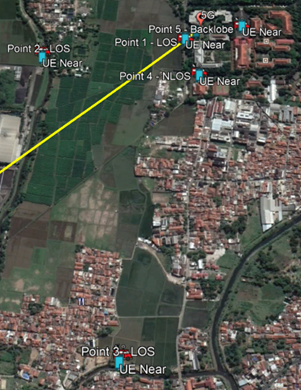 5G
Point 5 - Backlobe
UE Near
Point 1 - LOS
UE Near
Point 2 - LOS
UE Near
Point 4 - NLOS
UE Near
Point 3 - LOS
UE Near